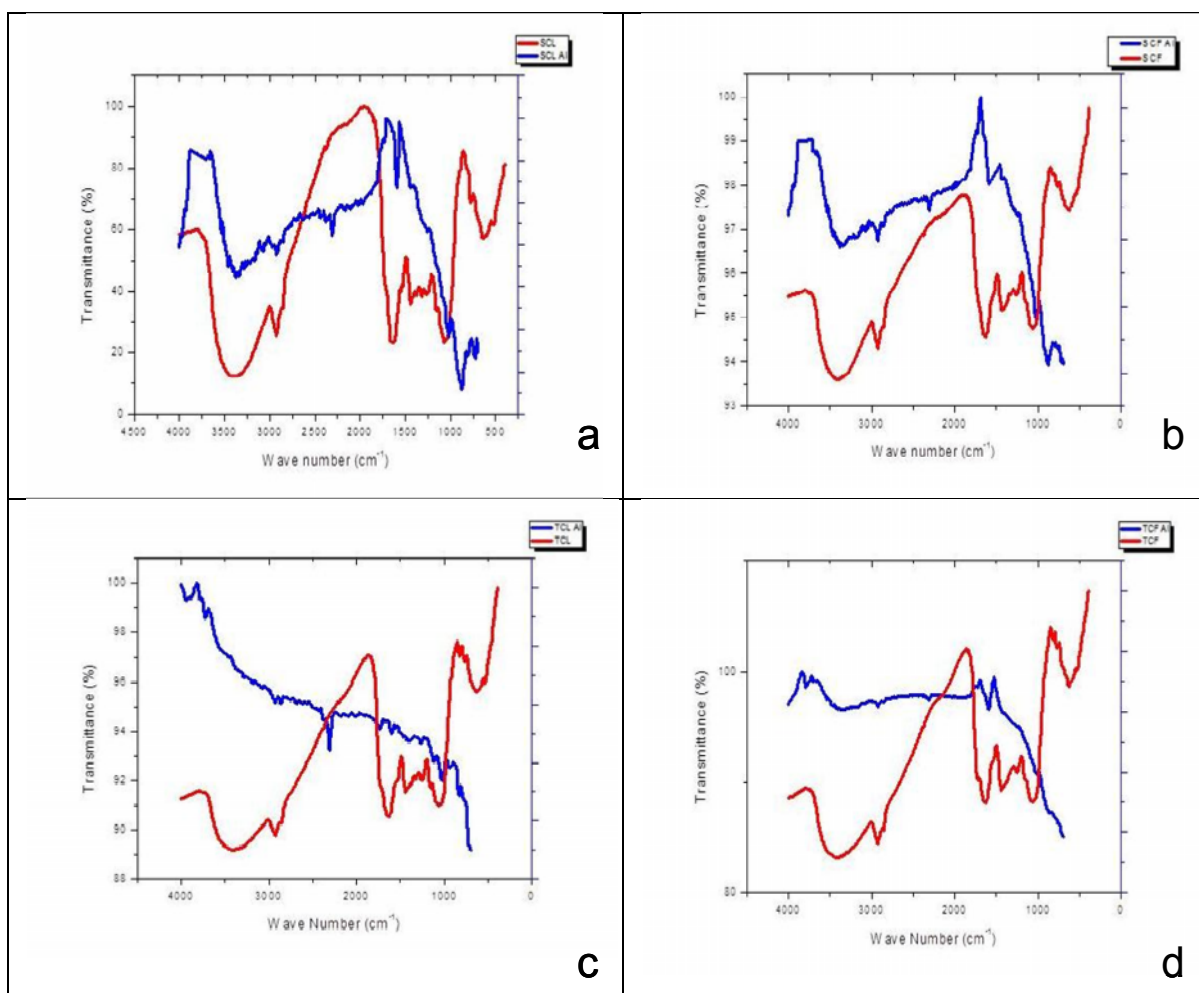 SCL
SCL Al
100
80
60
40
20
0
4500 4000 3500 3000 2500 2000 1500 1000 500
Transmittance (%)
Wave number (cm⁻¹)
a
SCF Al
SCF
100
99
98
97
96
95
94
93
4000 3000 2000 1000 0
Transmittance (%)
Wave number (cm⁻¹)
b
TCL Al
TCL
100
98
96
94
92
90
88
4000 3000 2000 1000 0
Transmittance (%)
Wave Number (cm⁻¹)
c
TCF Al
TCF
100
80
4000 3000 2000 1000 0
Transmittance (%)
Wave Number (cm⁻¹)
d